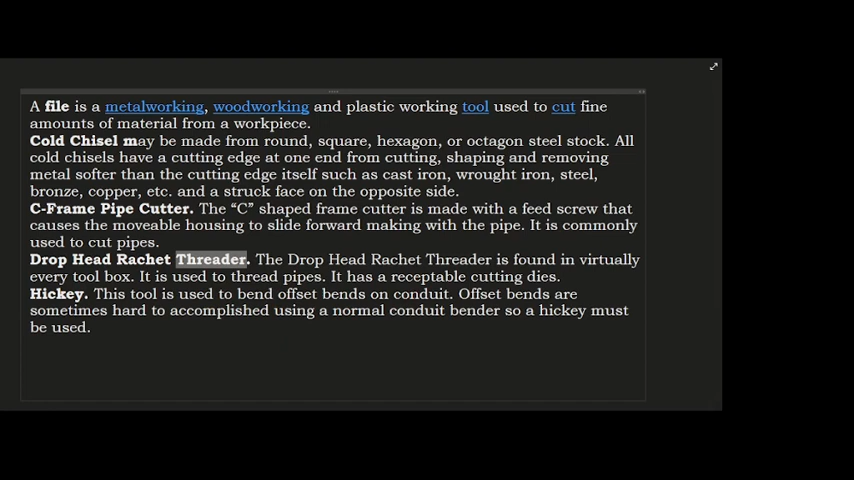 A file is a metalworking, woodworking and plastic working tool used to cut fine
amounts of material from a workpiece.
Cold Chisel may be made from round, square, hexagon, or octagon steel stock. All
cold chisels have a cutting edge at one end from cutting, shaping and removing
metal softer than the cutting edge itself such as cast iron, wrought iron, steel,
bronze, copper, etc. and a struck face on the opposite side.
C-Frame Pipe Cutter. The “C” shaped frame cutter is made with a feed screw that
causes the moveable housing to slide forward making with the pipe. It is commonly
used to cut pipes.
Drop Head Rachet Threader. The Drop Head Rachet Threader is found in virtually
every tool box. It is used to thread pipes. It has a receptable cutting dies.
Hickey. This tool is used to bend offset bends on conduit. Offset bends are
sometimes hard to accomplished using a normal conduit bender so a hickey must
be used.